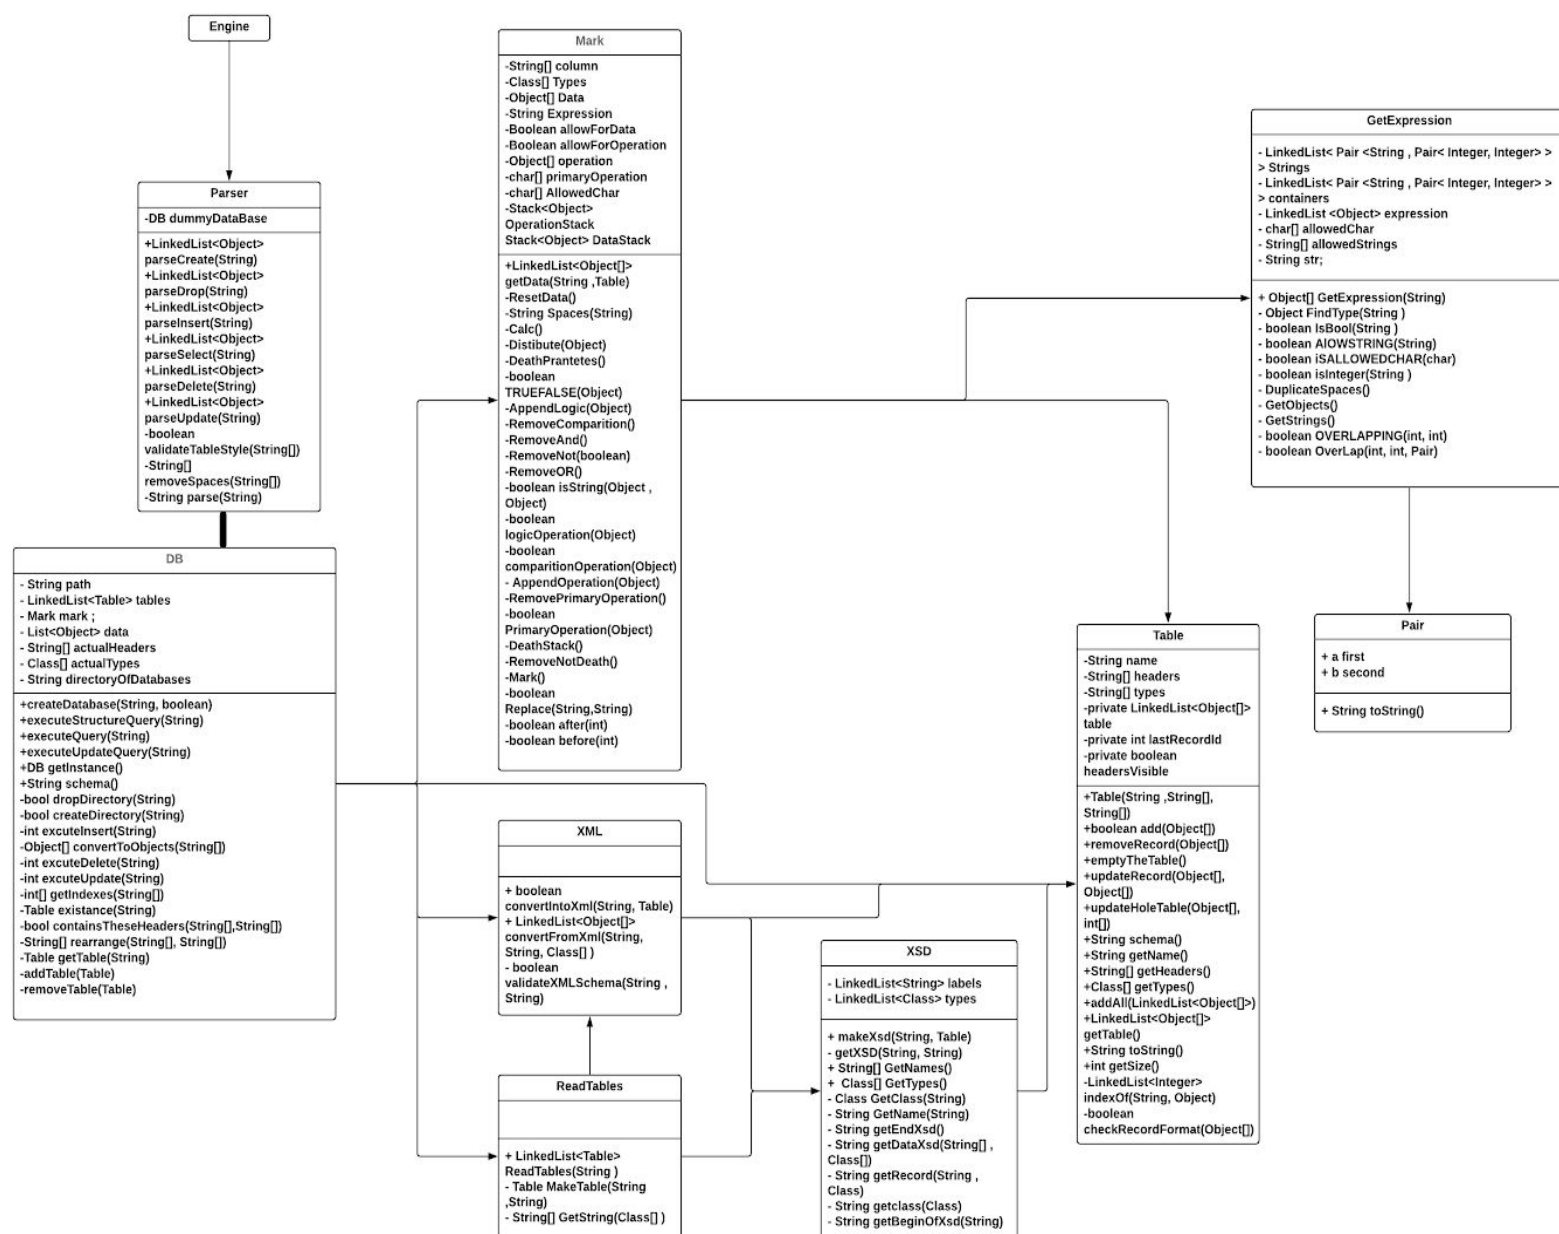 Engine
Parser
-DB dummyDataBase
+LinkedList<Object>
parseCreate(String)
+LinkedList<Object>
parseDrop(String)
+LinkedList<Object>
parseInsert(String)
+LinkedList<Object>
parseSelect(String)
+LinkedList<Object>
parseDelete(String)
+LinkedList<Object>
parseUpdate(String)
-boolean
validateTableStyle(String[])
-String[]
removeSpaces(String[])
-String parse(String)
DB
- String path
- LinkedList<Table> tables
- Mark mark ;
- List<Object> data
- String[] actualHeaders
- Class[] actualTypes
- String directoryOfDatabases
+createDatabase(String, boolean)
+executeStructureQuery(String)
+executeQuery(String)
+executeUpdateQuery(String)
+DB getInstance()
+String schema()
-bool dropDirectory(String)
-bool createDirectory(String)
-int excuteInsert(String)
-Object[] convertToObjects(String[])
-int excuteDelete(String)
-int excuteUpdate(String)
-int[] getIndexes(String[])
-Table existance(String)
-bool containsTheseHeaders(String[],String[])
-String[] rearrange(String[], String[])
-Table getTable(String)
-addTable(Table)
-removeTable(Table)
Mark
-String[] column
-Class[] Types
-Object[] Data
-String Expression
-Boolean allowForData
-Boolean allowForOperation
-Object[] operation
-char[] primaryOperation
-char[] AllowedChar
-Stack<Object>
OperationStack
Stack<Object> DataStack
+LinkedList<Object[]>
getData(String ,Table)
-ResetData()
-String Spaces(String)
-Calc()
-Distibute(Object)
-DeathPrantetes()
-boolean
TRUEFALSE(Object)
-AppendLogic(Object)
-RemoveComparition()
-RemoveAnd()
-RemoveNot(boolean)
-RemoveOR()
-boolean isString(Object ,
Object)
-boolean
logicOperation(Object)
-boolean
comparitionOperation(Object)
- AppendOperation(Object)
-RemovePrimaryOperation()
-boolean
PrimaryOperation(Object)
-DeathStack()
-RemoveNotDeath()
-Mark()
-boolean
Replace(String,String)
-boolean after(int)
-boolean before(int)
XML
+ boolean
convertIntoXml(String, Table)
+ LinkedList<Object[]>
convertFromXml(String,
String, Class[] )
- boolean
validateXMLSchema(String ,
String)
ReadTables
+ LinkedList<Table>
ReadTables(String )
- Table MakeTable(String
,String)
- String[] GetString(Class[] )
XSD
- LinkedList<String> labels
- LinkedList<Class> types
+ makeXsd(String, Table)
- getXSD(String, String)
+ String[] GetNames()
+  Class[] GetTypes()
- Class GetClass(String)
- String GetName(String)
- String getEndXsd()
- String getDataXsd(String[] ,
Class[])
- String getRecord(String ,
Class)
- String getclass(Class)
- String getBeginOfXsd(String)
Table
-String name
-String[] headers
-String[] types
-private LinkedList<Object[]>
table
-private int lastRecordId
-private boolean
headersVisible
+Table(String ,String[],
String[])
+boolean add(Object[])
+removeRecord(Object[])
+emptyTheTable()
+updateRecord(Object[],
Object[])
+updateHoleTable(Object[],
int[])
+String schema()
+String getName()
+String[] getHeaders()
+Class[] getTypes()
+addAll(LinkedList<Object[]>)
+LinkedList<Object[]>
getTable()
+String toString()
+int getSize()
-LinkedList<Integer>
indexOf(String, Object)
-boolean
checkRecordFormat(Object[])
GetExpression
- LinkedList< Pair <String , Pair< Integer, Integer> >
> Strings
- LinkedList< Pair <String , Pair< Integer, Integer> >
> containers
- LinkedList <Object> expression
- char[] allowedChar
- String[] allowedStrings
- String str;
+ Object[] GetExpression(String)
- Object FindType(String )
- boolean IsBool(String )
- boolean AlOWSTRING(String)
- boolean iSALLOWEDCHAR(char)
- boolean isInteger(String )
- DuplicateSpaces()
- GetObjects()
- GetStrings()
- boolean OVERLAPPING(int, int)
- boolean OverLap(int, int, Pair)
Pair
+ a first
+ b second
+ String toString()